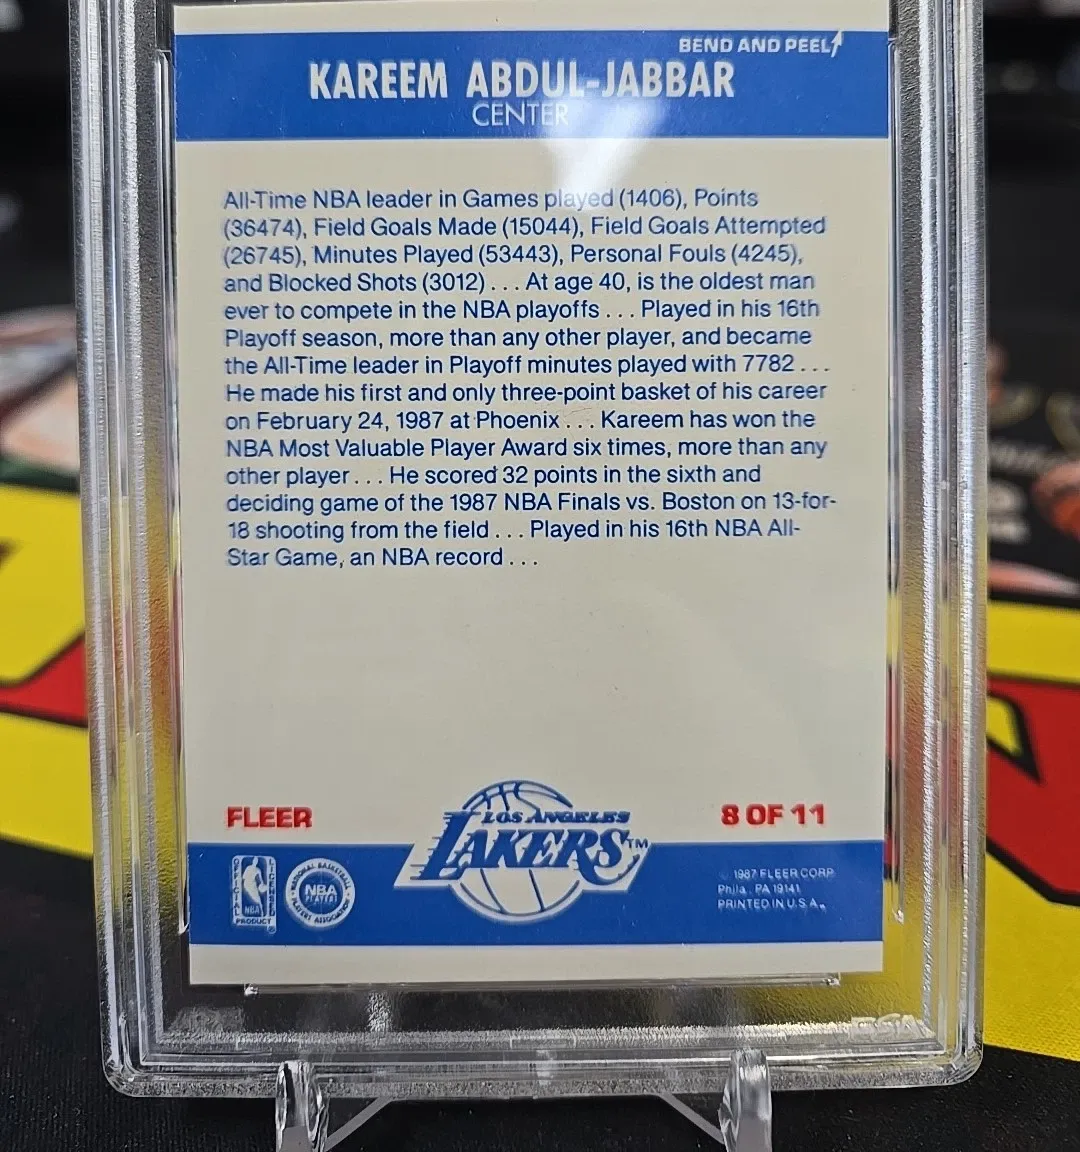 BEND AND PEEL
KAREEM ABDUL-JABBAR
CENTER
All-Time NBA leader in Games played (1406), Points
(36474), Field Goals Made (15044), Field Goals Attempted
(26745), Minutes Played (53443), Personal Fouls (4245),
and Blocked Shots (3012) . . . At age 40, is the oldest man
ever to compete in the NBA playoffs . . . Played in his 16th
Playoff season, more than any other player, and became
the All-Time leader in Playoff minutes played with 7782 . . .
He made his first and only three-point basket of his career
on February 24, 1987 at Phoenix . . . Kareem has won the
NBA Most Valuable Player Award six times, more than any
other player . . . He scored 32 points in the sixth and
deciding game of the 1987 NBA Finals vs. Boston on 13-for-
18 shooting from the field . . . Played in his 16th NBA All-
Star Game, an NBA record . . .
FLEER
LOS ANGELES
LAKERS™
8 OF 11
OFFICIAL LICENSED
NBA
PRODUCT
NATIONAL BASKETBALL
NBA
PLAYERS ASSOCIATION
1987 FLEER CORP.
Phila., PA 19141
PRINTED IN U.S.A.
PSA